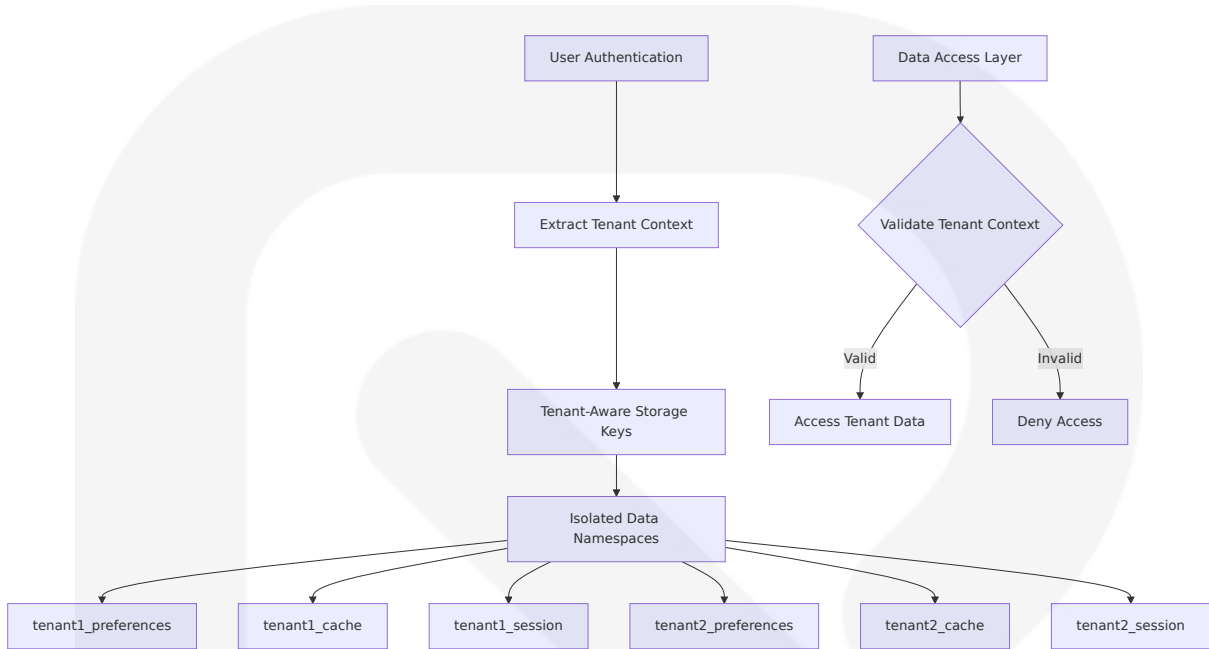 User Authentication
Data Access Layer
Extract Tenant Context
Validate Tenant Context
Valid
Invalid
Tenant-Aware Storage
Keys
Access Tenant Data
Deny Access
Isolated Data
Namespaces
tenant1_preferences
tenant1_cache
tenant1_session
tenant2_preferences
tenant2_cache
tenant2_session